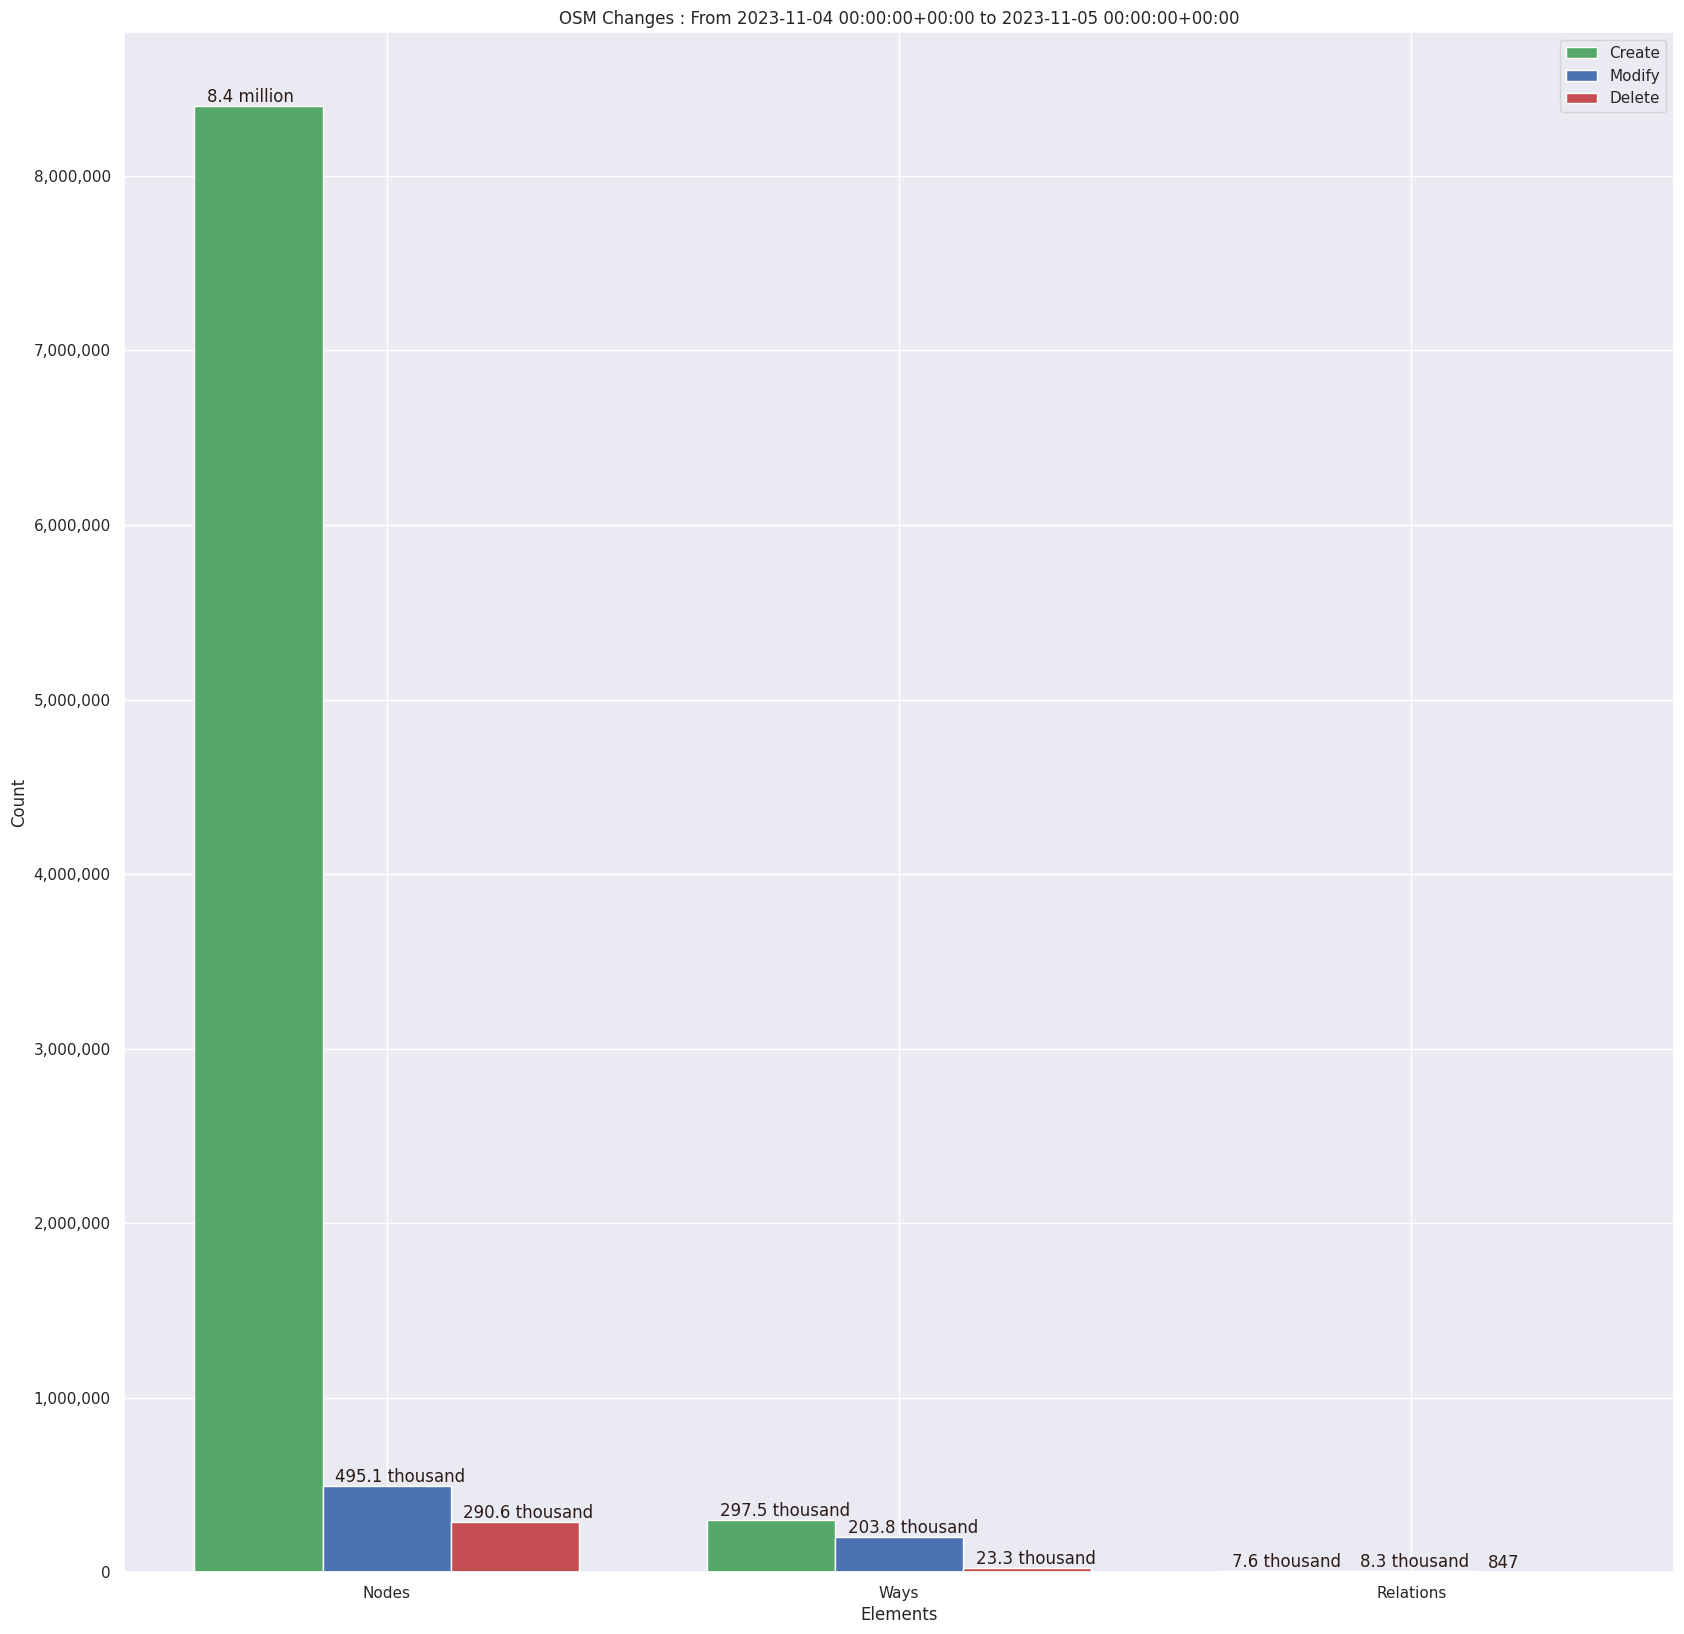 OSM Changes : From 2023-11-04 00:00:00+00:00 to 2023-11-05 00:00:00+00:00
Create
Modify
Delete
8.4 million
8,000,000
7,000,000
6,000,000
5,000,000
4,000,000
3,000,000
2,000,000
1,000,000
0
Count
495.1 thousand
290.6 thousand
297.5 thousand
203.8 thousand
23.3 thousand
7.6 thousand
8.3 thousand
847
Nodes
Ways
Relations
Elements